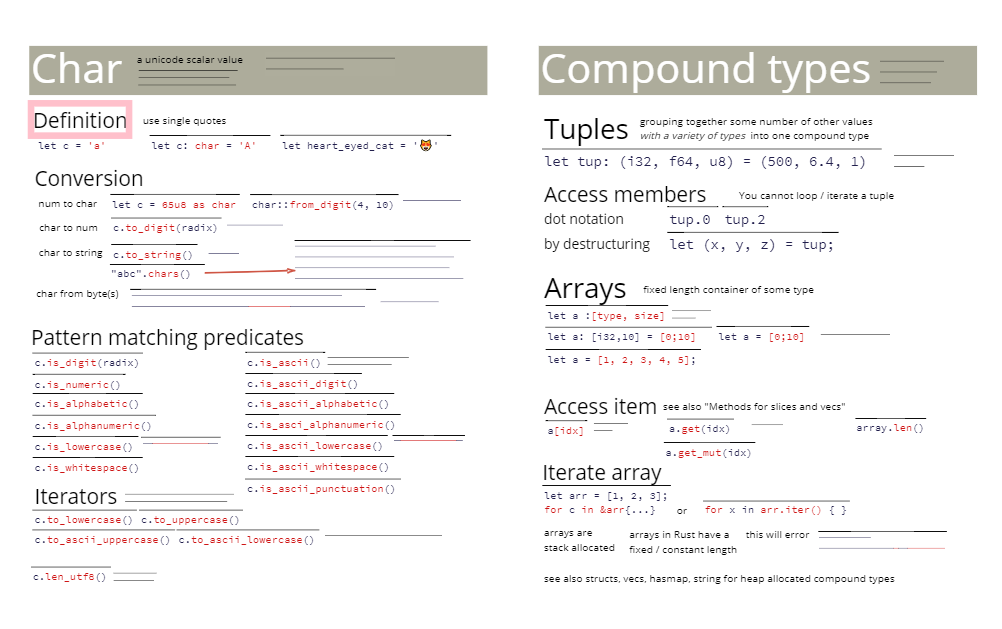 Char a unicode scalar value
Definition use single quotes
let c = 'a' let c: char = 'A' let heart_eyed_cat = '😻'
Conversion
num to char let c = 65u8 as char char::from_digit(4, 10)
char to num c.to_digit(radix)
char to string c.to_string()
"abc".chars()
char from byte(s)
Pattern matching predicates
c.is_digit(radix) c.is_ascii()
c.is_numeric() c.is_ascii_digit()
c.is_alphabetic() c.is_ascii_alphabetic()
c.is_alphanumeric() c.is_asci_alphanumeric()
c.is_lowercase() c.is_ascii_lowercase()
c.is_whitespace() c.is_ascii_whitespace()
c.is_ascii_punctuation()
Iterators
c.to_lowercase() c.to_uppercase()
c.to_ascii_uppercase() c.to_ascii_lowercase()
c.len_utf8()
Compound types
Tuples grouping together some number of other values
with a variety of types into one compound type
let tup: (i32, f64, u8) = (500, 6.4, 1)
Access members You cannot loop / iterate a tuple
dot notation tup.0 tup.2
by destructuring let (x, y, z) = tup;
Arrays fixed length container of some type
let a :[type, size]
let a: [i32,10] = [0;10] let a = [0;10]
let a = [1, 2, 3, 4, 5];
Access item see also "Methods for slices and vecs"
a[idx] a.get(idx) array.len()
a.get_mut(idx)
Iterate array
let arr = [1, 2, 3];
for c in &arr{...} or for x in arr.iter() { }
arrays are
stack allocated
arrays in Rust have a
fixed / constant length
this will error
see also structs, vecs, hasmap, string for heap allocated compound types